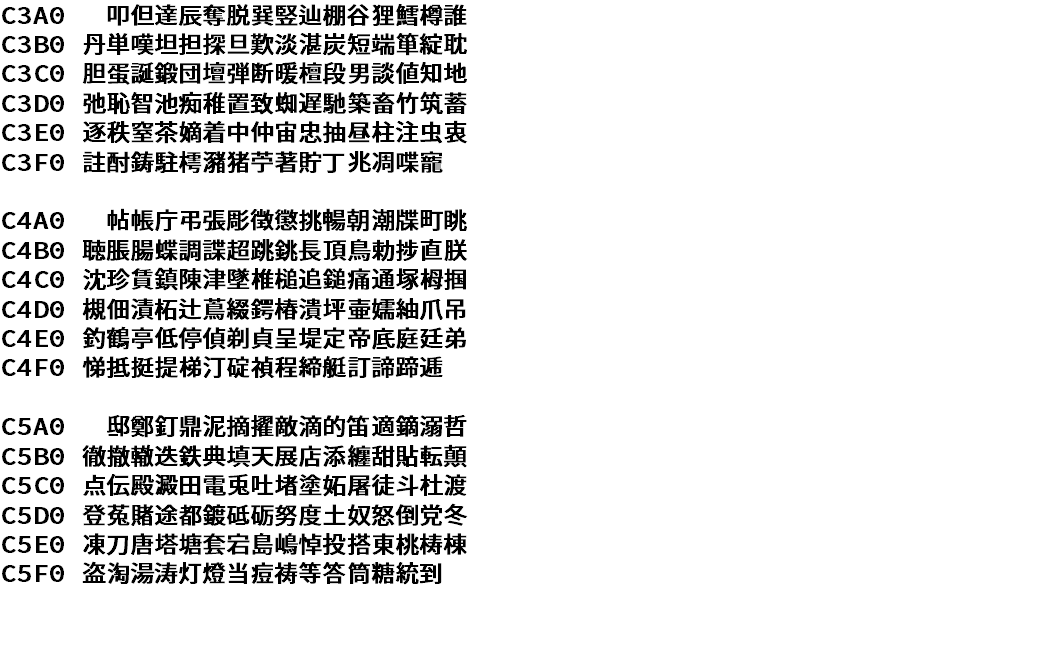 C3A0 叩但達辰奪脱巽竪辿棚谷狸鱈樽誰
C3B0 丹単嘆坦担探旦歎淡湛炭短端箪綻耽
C3C0 胆蛋誕鍛団壇弾断暖檀段男談値知地
C3D0 弛恥智池痴稚置致蜘遅馳築畜竹筑蓄
C3E0 逐秩窒茶嫡着中仲宙忠抽昼柱注虫衷
C3F0 註酎鋳駐樗瀦猪苧著貯丁兆凋喋寵
C4A0 帖帳庁弔張彫徴懲挑暢朝潮牒町眺
C4B0 聴脹腸蝶調諜超跳銚長頂鳥勅捗直朕
C4C0 沈珍賃鎮陳津墜椎槌追鎚痛通塚栂掴
C4D0 槻佃漬柘辻蔦綴鍔椿潰坪壷嬬紬爪吊
C4E0 釣鶴亭低停偵剃貞呈堤定帝底庭廷弟
C4F0 悌抵挺提梯汀碇禎程締艇訂諦蹄逓
C5A0 邸鄭釘鼎泥摘擢敵滴的笛適鏑溺哲
C5B0 徹撤轍迭鉄典填天展店添纏甜貼転顛
C5C0 点伝殿澱田電兎吐堵塗妬屠徒斗杜渡
C5D0 登菟賭途都鍍砥砺努度土奴怒倒党冬
C5E0 凍刀唐塔塘套宕島嶋悼投搭東桃梼棟
C5F0 盗淘湯涛灯燈当痘祷等答筒糖統到